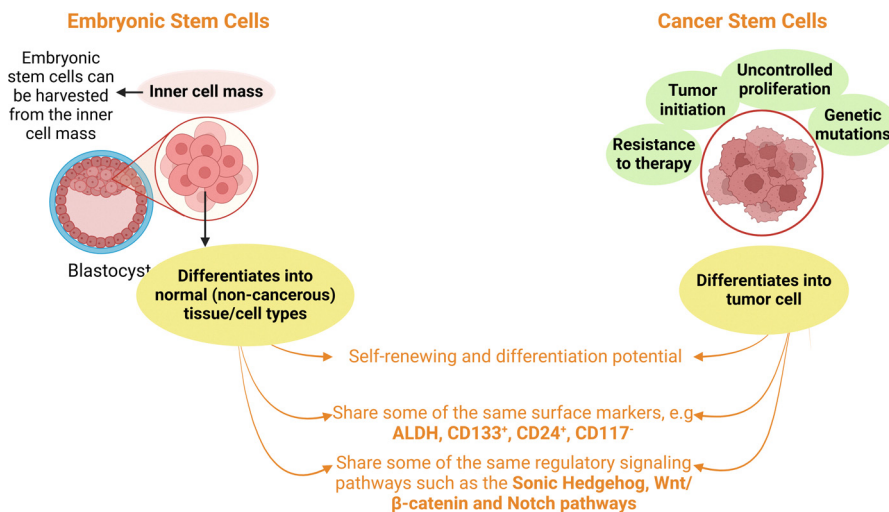 Embryonic Stem Cells
Cancer Stem Cells
Embryonic
stem cells can
be harvested
from the inner
cell mass
Inner cell mass
Blastocyst
Differentiates into
normal (non-cancerous)
tissue/cell types
Resistance
to therapy
Tumor
initiation
Uncontrolled
proliferation
Genetic
mutations
Differentiates into
tumor cell
Self-renewing and differentiation potential
Share some of the same surface markers, e.g
ALDH, CD133⁺, CD24⁺, CD117⁻
Share some of the same regulatory signaling
pathways such as the Sonic Hedgehog, Wnt/
β-catenin and Notch pathways